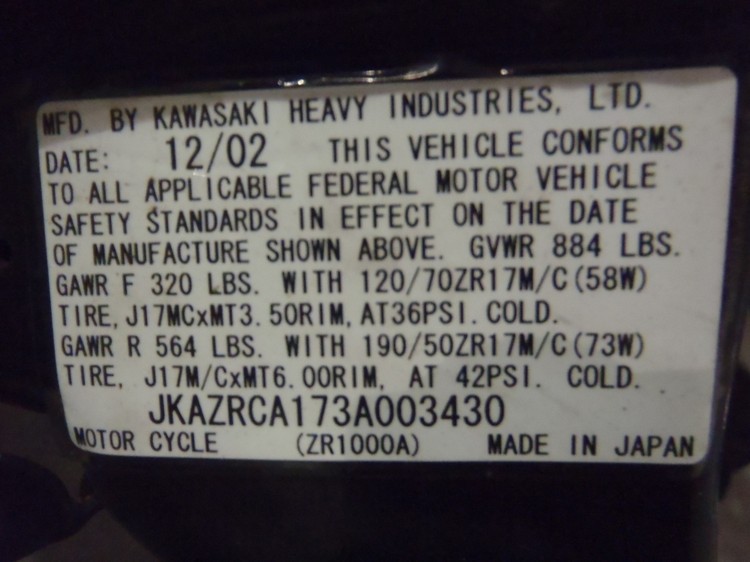 MFD. BY KAWASAKI HEAVY INDUSTRIES, LTD.
DATE: 12/02 THIS VEHICLE CONFORMS
TO ALL APPLICABLE FEDERAL MOTOR VEHICLE
SAFETY STANDARDS IN EFFECT ON THE DATE
OF MANUFACTURE SHOWN ABOVE. GVWR 884 LBS.
GAWR F 320 LBS. WITH 120/70ZR17M/C(58W)
TIRE, J17MCxMT3.50RIM, AT36PSI. COLD.
GAWR R 564 LBS. WITH 190/50ZR17M/C(73W)
TIRE, J17M/CxMT6.00RIM, AT 42PSI. COLD.
JKAZRCA173A003430
MOTOR CYCLE (ZR1000A) MADE IN JAPAN